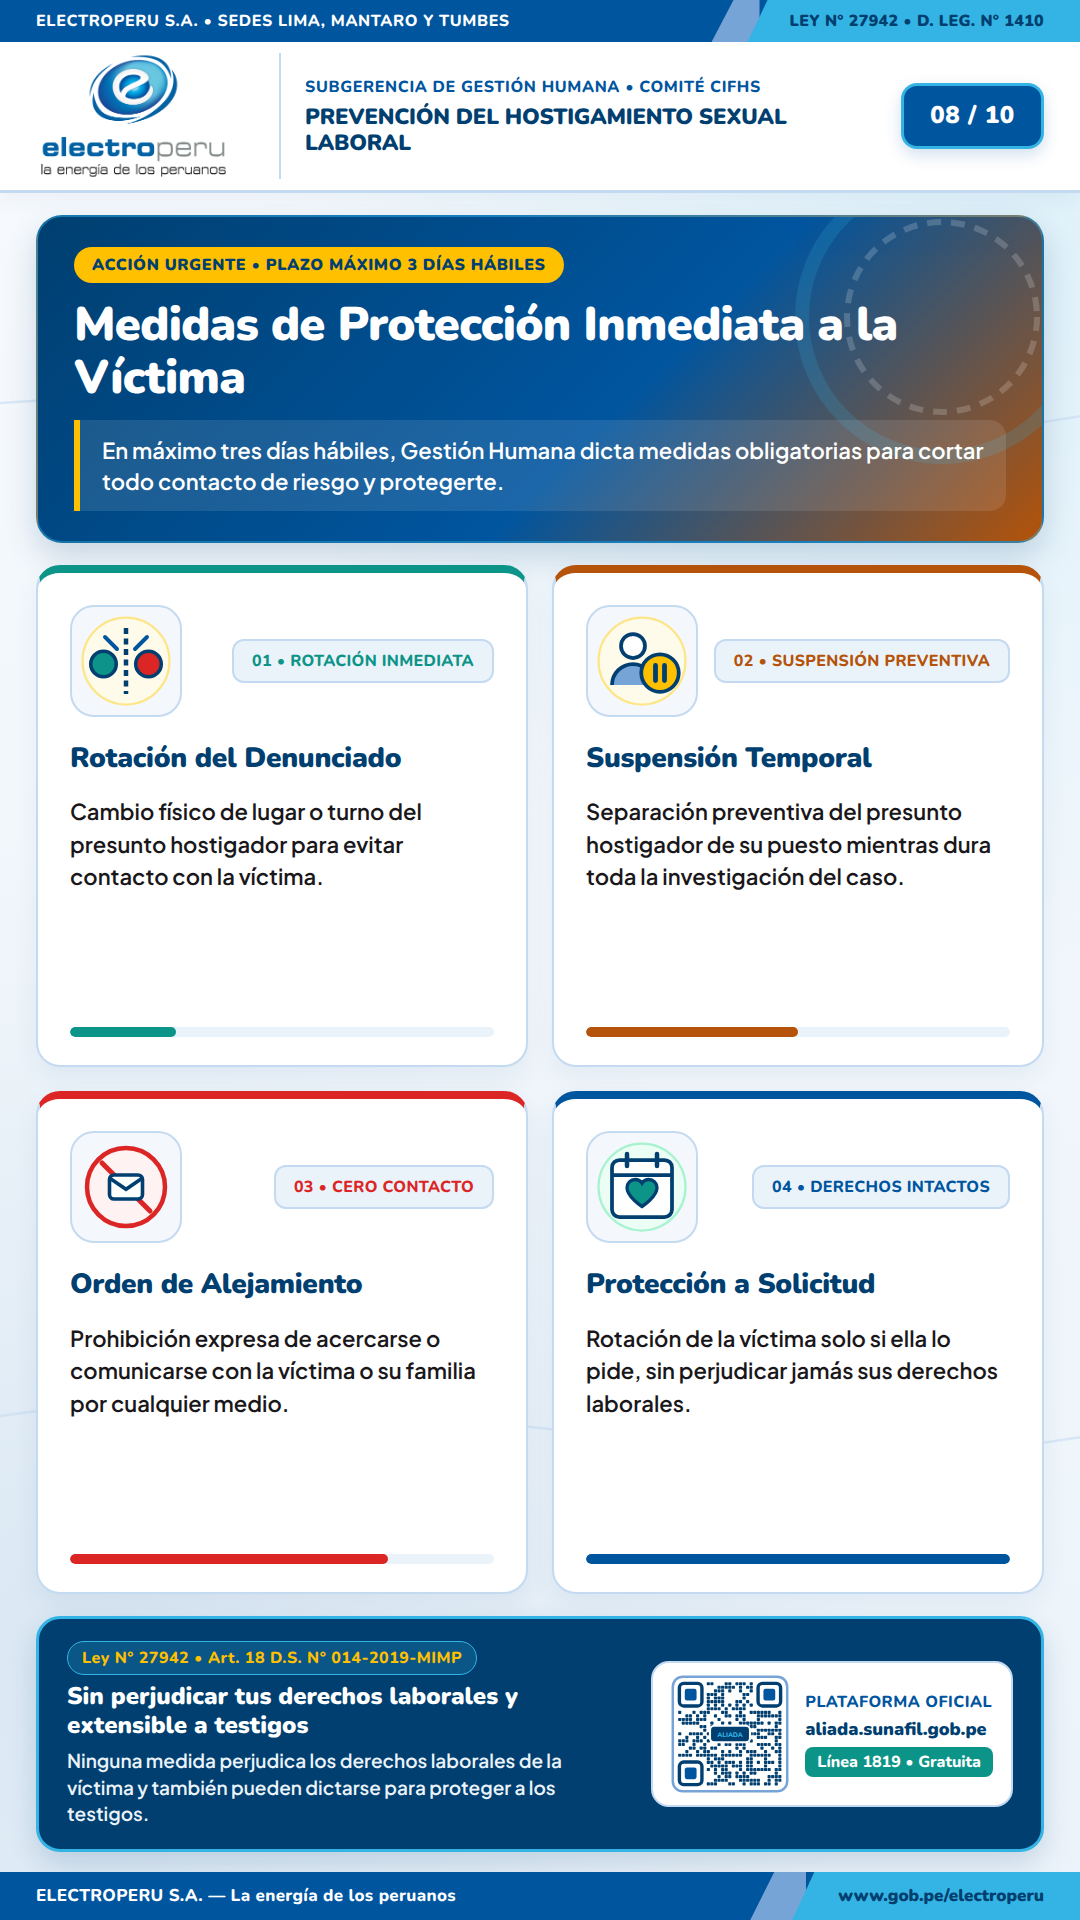 ELECTROPERU S.A. • SEDES LIMA, MANTARO Y TUMBES
LEY N° 27942 • D. LEG. N° 1410
electroperu
la energía de los peruanos
SUBGERENCIA DE GESTIÓN HUMANA • COMITÉ CIFHS
PREVENCIÓN DEL HOSTIGAMIENTO SEXUAL
LABORAL
08 / 10
ACCIÓN URGENTE • PLAZO MÁXIMO 3 DÍAS HÁBILES
Medidas de Protección Inmediata a la
Víctima
En máximo tres días hábiles, Gestión Humana dicta medidas obligatorias para cortar
todo contacto de riesgo y protegerte.
01 • ROTACIÓN INMEDIATA
Rotación del Denunciado
Cambio físico de lugar o turno del
presunto hostigador para evitar
contacto con la víctima.
02 • SUSPENSIÓN PREVENTIVA
Suspensión Temporal
Separación preventiva del presunto
hostigador de su puesto mientras dura
toda la investigación del caso.
03 • CERO CONTACTO
Orden de Alejamiento
Prohibición expresa de acercarse o
comunicarse con la víctima o su familia
por cualquier medio.
04 • DERECHOS INTACTOS
Protección a Solicitud
Rotación de la víctima solo si ella lo
pide, sin perjudicar jamás sus derechos
laborales.
Ley N° 27942 • Art. 18 D.S. N° 014-2019-MIMP
Sin perjudicar tus derechos laborales y
extensible a testigos
Ninguna medida perjudica los derechos laborales de la
víctima y también pueden dictarse para proteger a los
testigos.
ALIADA
PLATAFORMA OFICIAL
aliada.sunafil.gob.pe
Línea 1819 • Gratuita
ELECTROPERU S.A. — La energía de los peruanos
www.gob.pe/electroperu